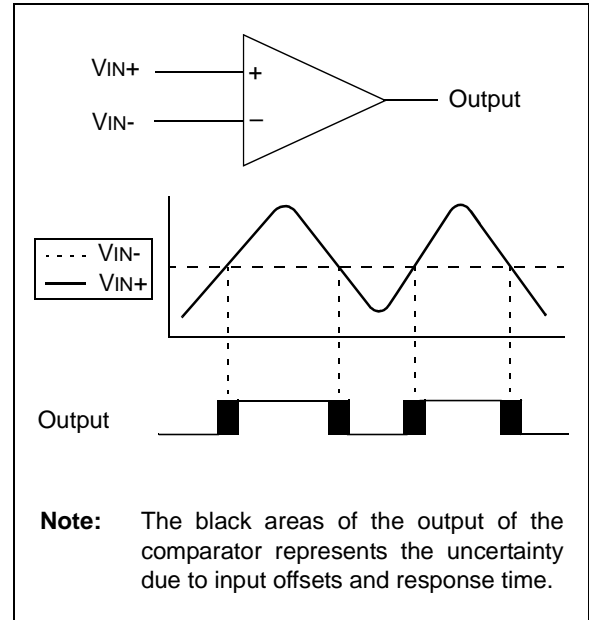 VIN+
+
Output
VIN-
–
VIN-
VIN+
Output
Note: The black areas of the output of the
comparator represents the uncertainty
due to input offsets and response time.